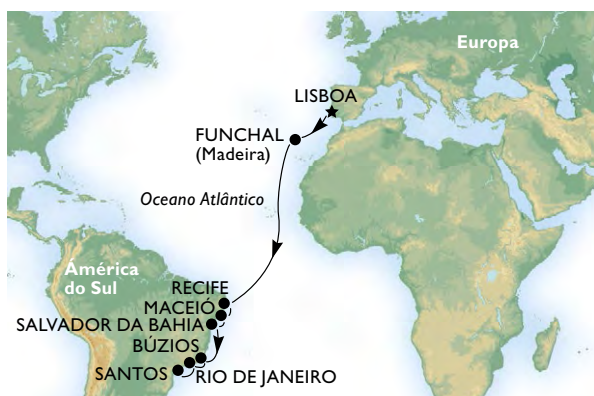 Europa
LISBOA
FUNCHAL
(Madeira)
Oceano Atlântico
América
do Sul
RECIFE
MACEIÓ
SALVADOR DA BAHIA
BÚZIOS
SANTOS
RIO DE JANEIRO